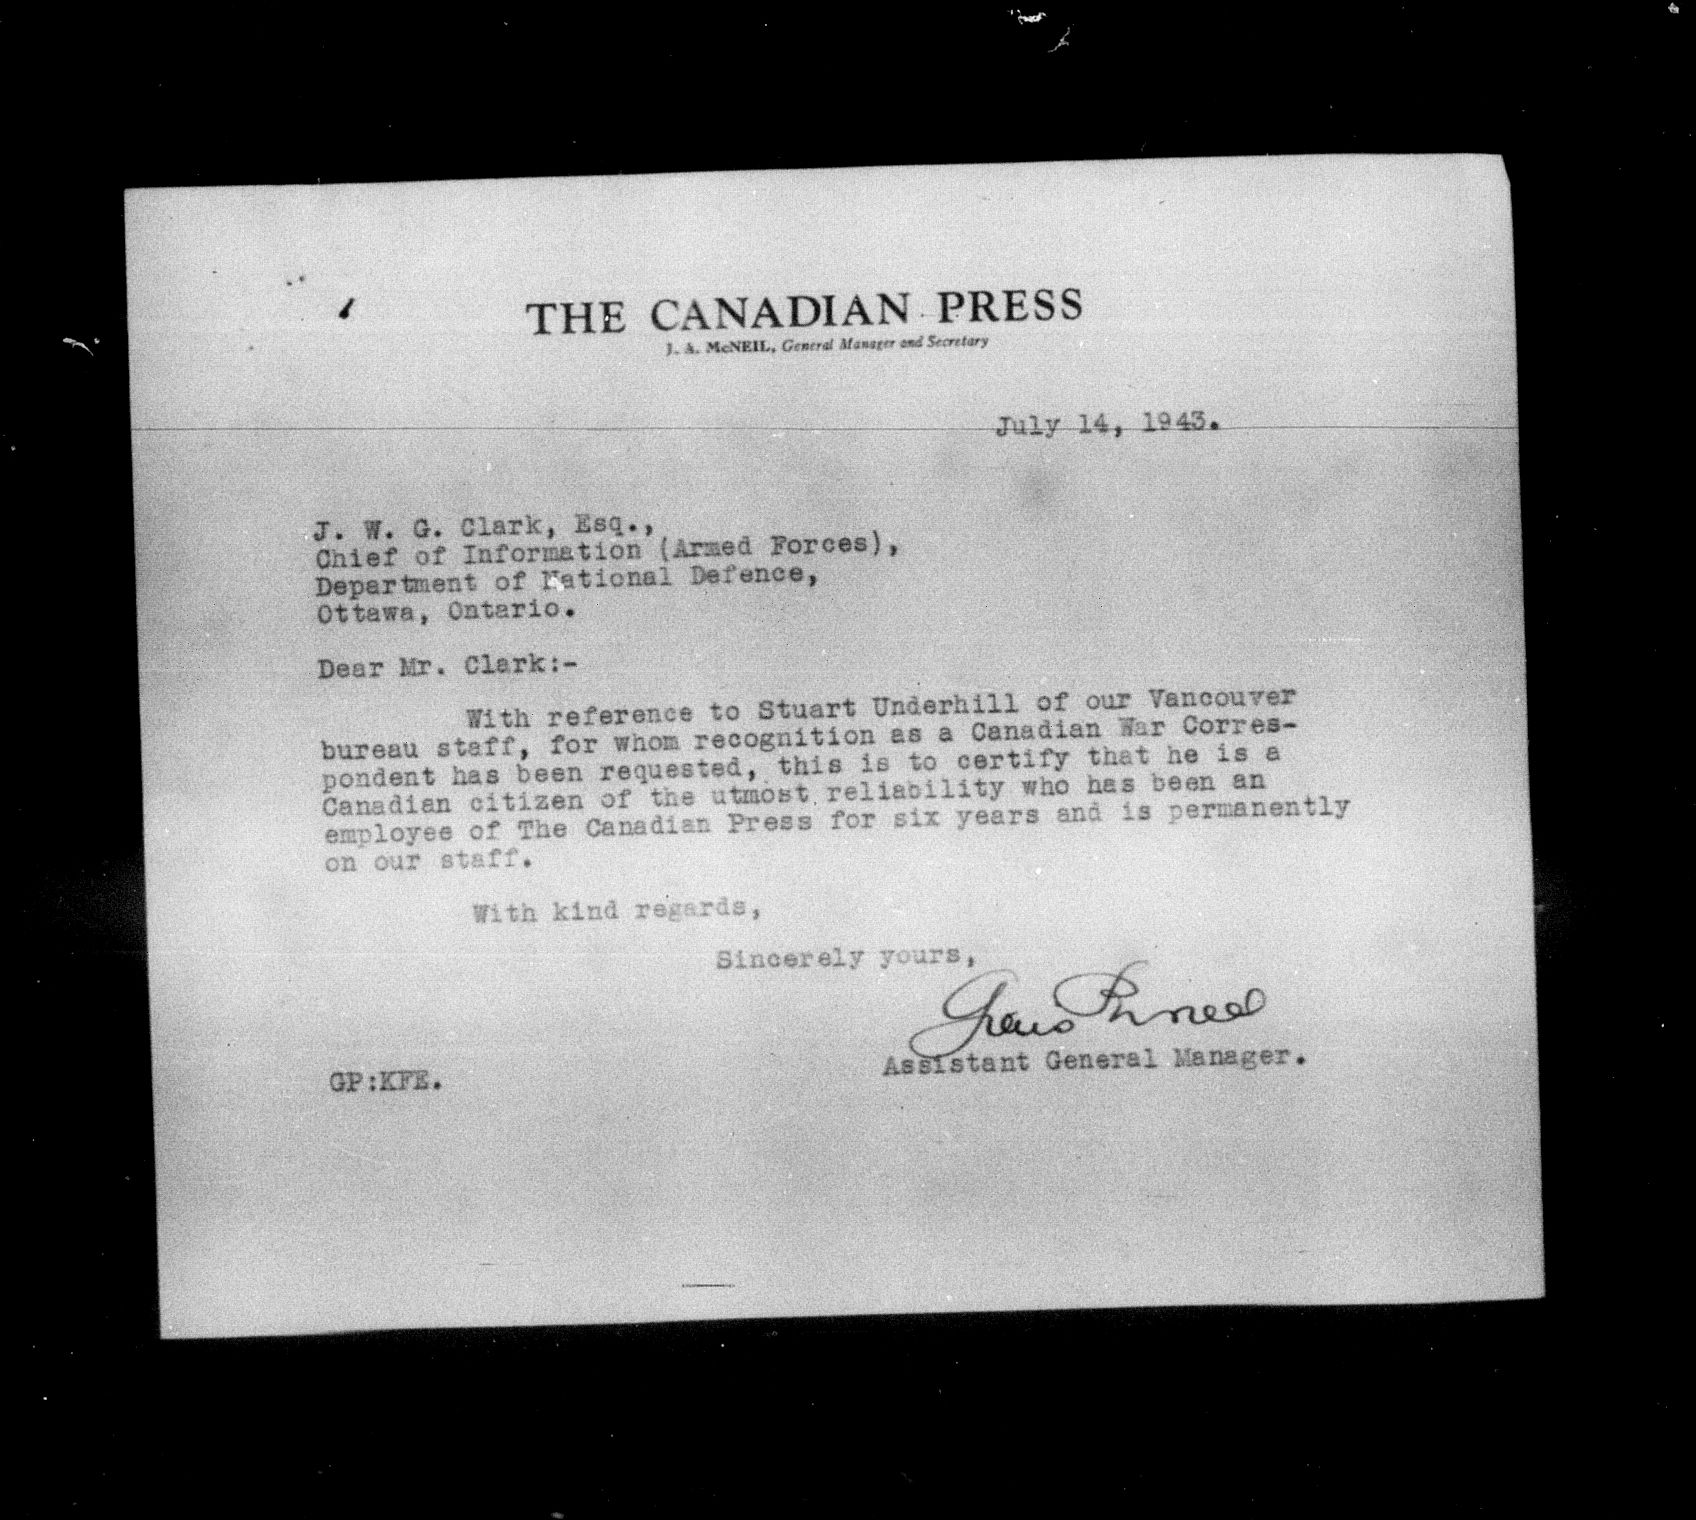 THE CANADIAN PRESS
J. A. McNEIL, General Manager and Secretary
July 14, 1943.
J. W. G. Clark, Esq.,
Chief of Information (Armed Forces),
Department of National Defence,
Ottawa, Ontario.
Dear Mr. Clark:-
With reference to Stuart Underhill of our Vancouver
bureau staff, for whom recognition as a Canadian War Corres-
pondent has been requested, this is to certify that he is a
Canadian citizen of the utmost reliability who has been an
employee of The Canadian Press for six years and is permanently
on our staff.
With kind regards,
Sincerely yours,
Assistant General Manager.
GP:KFE.